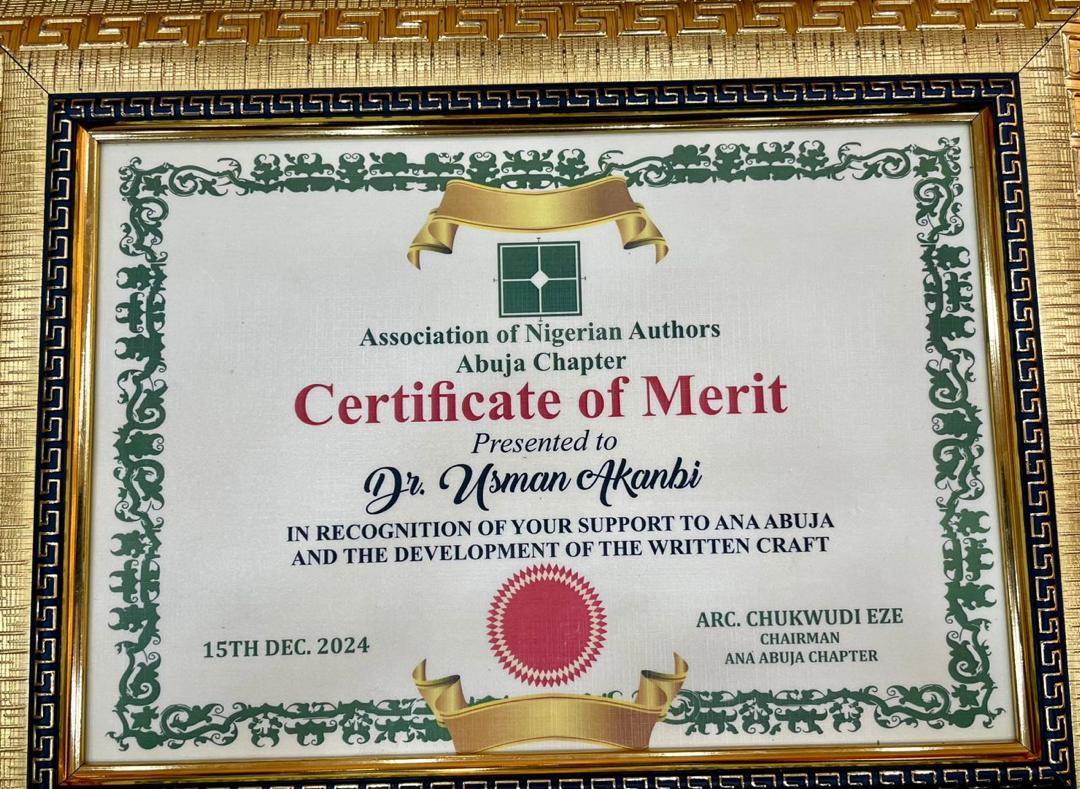 Association of Nigerian Authors
Abuja Chapter
Certificate of Merit
Presented to
Dr. Usman Akanbi
IN RECOGNITION OF YOUR SUPPORT TO ANA ABUJA
AND THE DEVELOPMENT OF THE WRITTEN CRAFT
15TH DEC. 2024
ARC. CHUKWUDI EZE
CHAIRMAN
ANA ABUJA CHAPTER